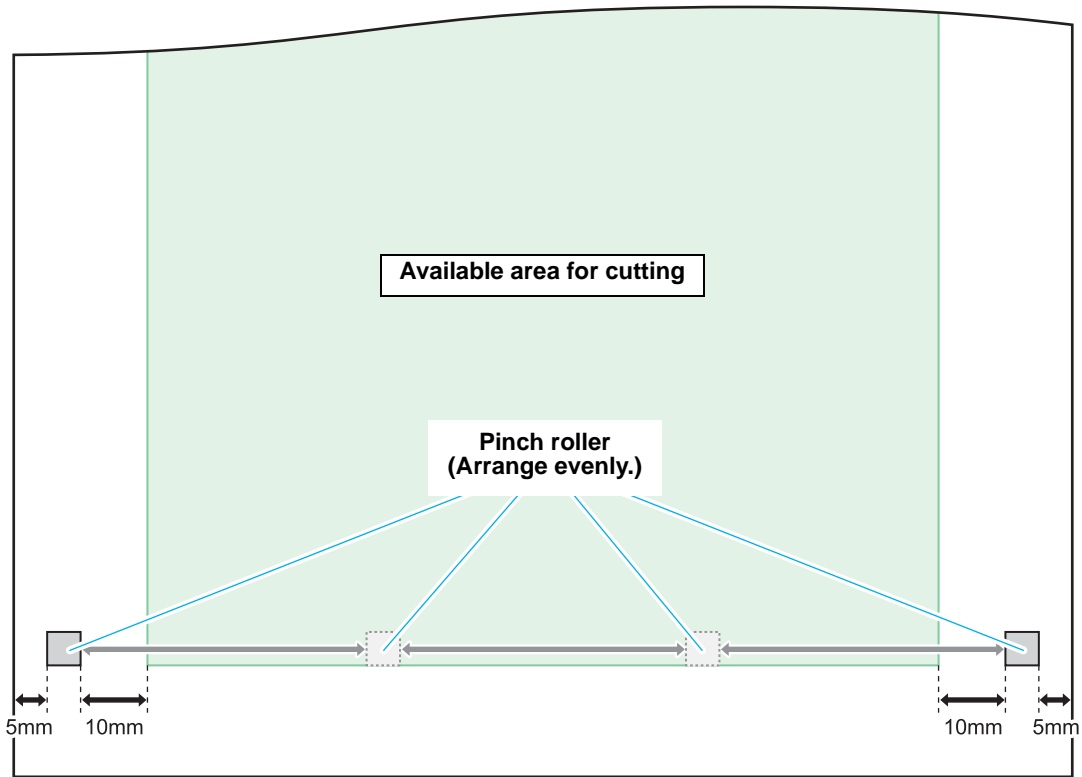 Available area for cutting
Pinch roller
(Arrange evenly.)
5mm
10mm
10mm
5mm